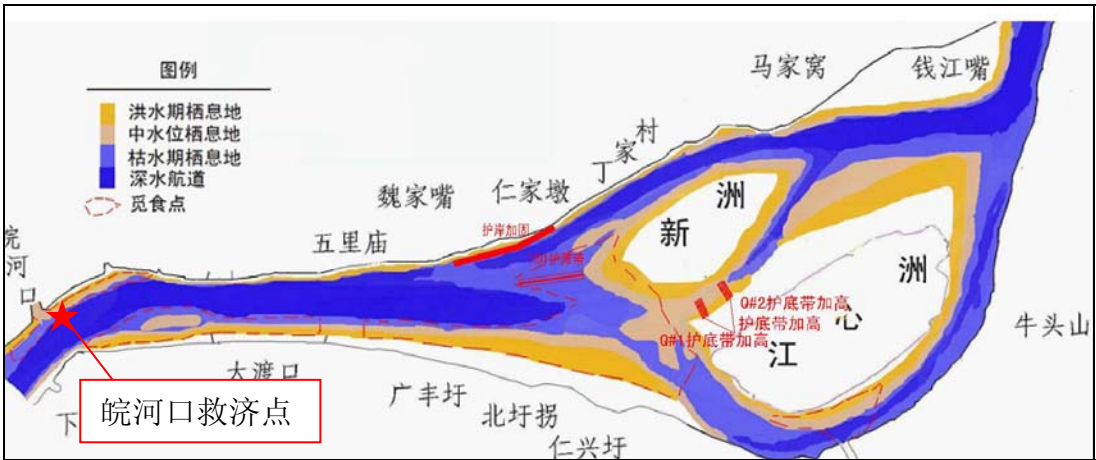 图例
洪水期栖息地
中水位栖息地
枯水期栖息地
深水航道
觅食点
马家窝
钱江嘴
丁家村
仁家墩
魏家嘴
五里庙
护岸加固
皖河口
新洲
江心洲
Q#2护底带加高
护底带加高
Q#1护底带加高
牛头山
大渡口
广丰圩
北圩拐
仁兴圩
下
皖河口救济点